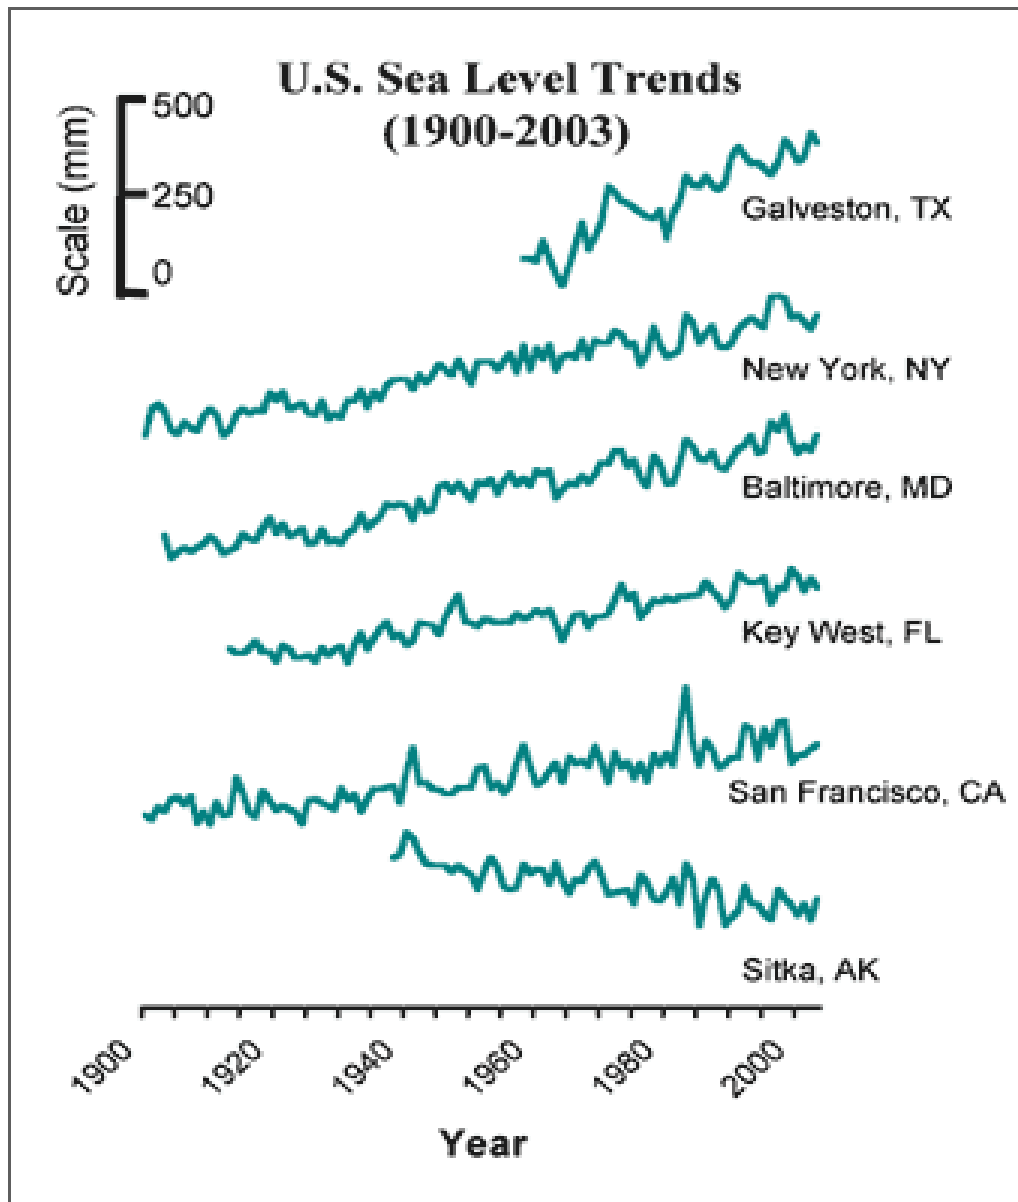 U.S. Sea Level Trends
(1900-2003)
Scale (mm)
500
250
0
Galveston, TX
New York, NY
Baltimore, MD
Key West, FL
San Francisco, CA
Sitka, AK
1900
1920
1940
1960
1980
2000
Year